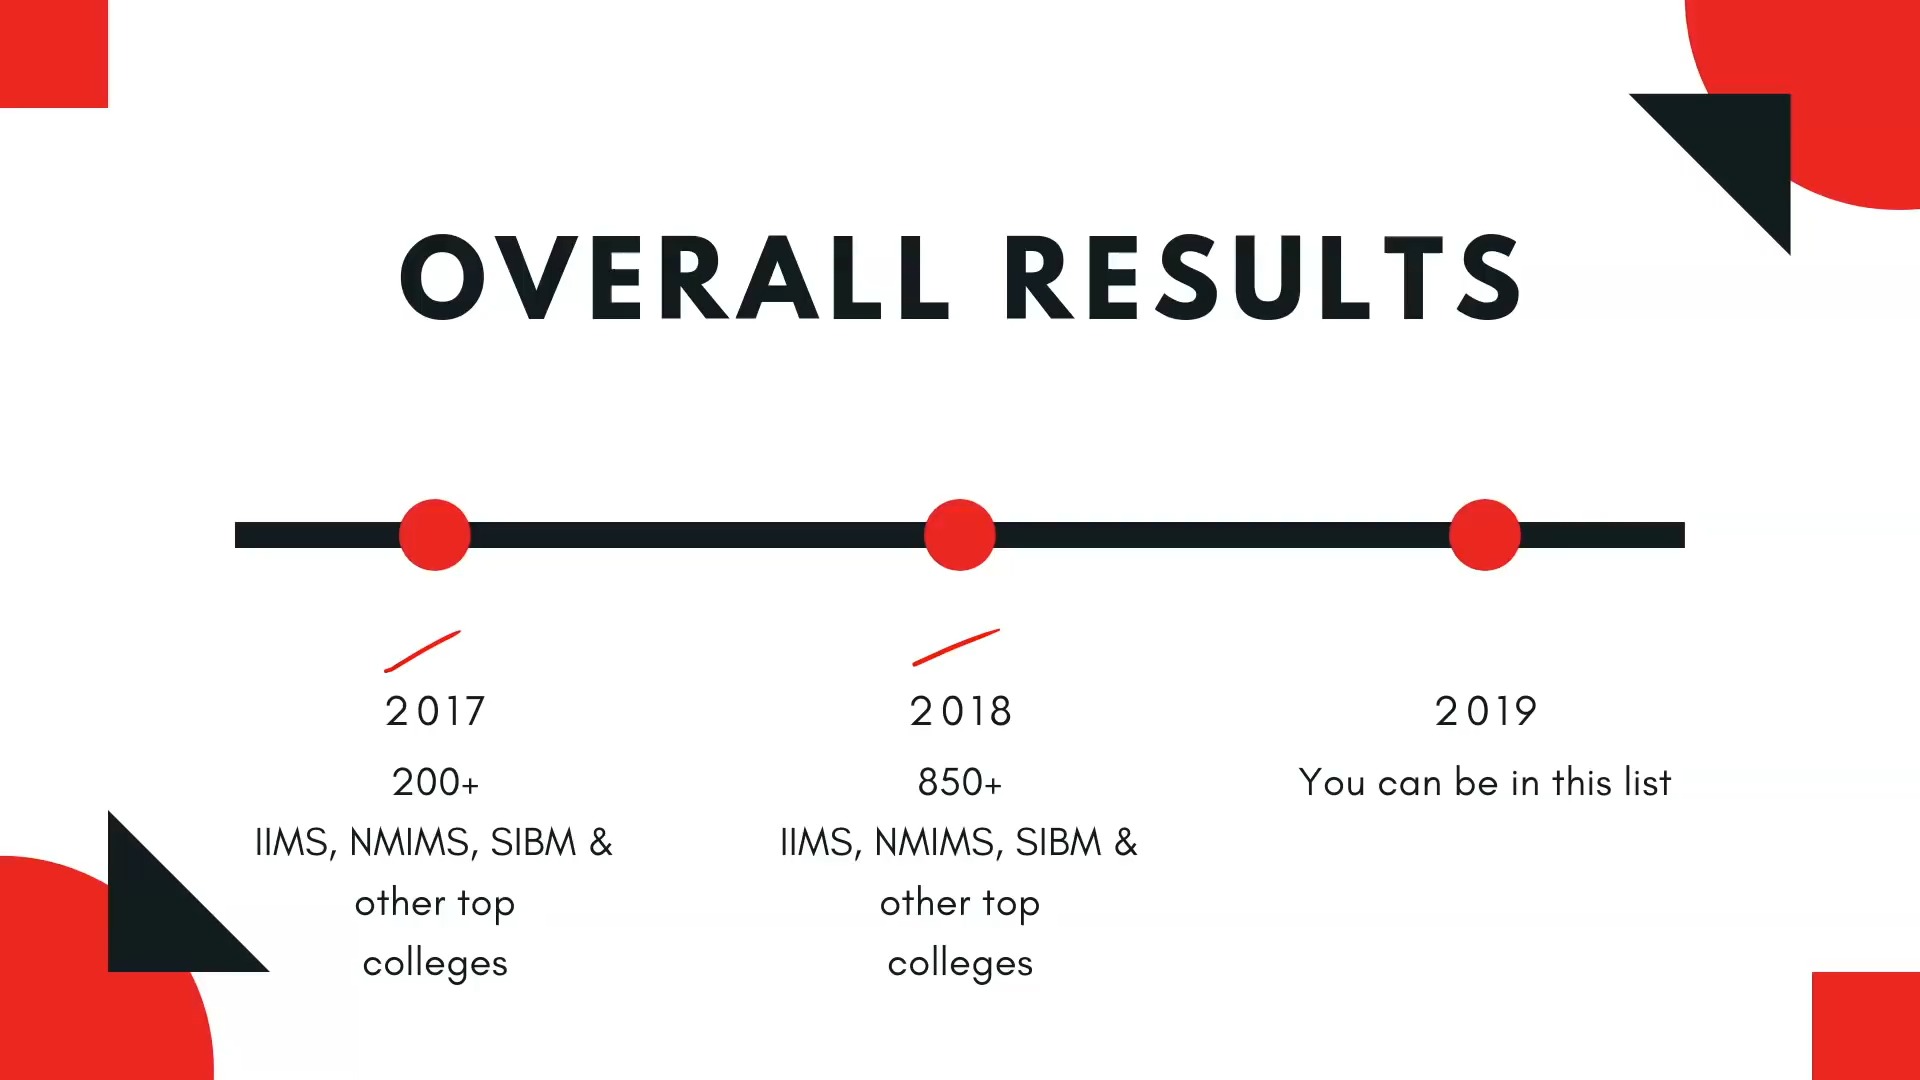 OVERALL RESULTS
2017
200+
IIMS, NMIMS, SIBM &
other top
colleges
2018
850+
IIMS, NMIMS, SIBM &
other top
colleges
2019
You can be in this list